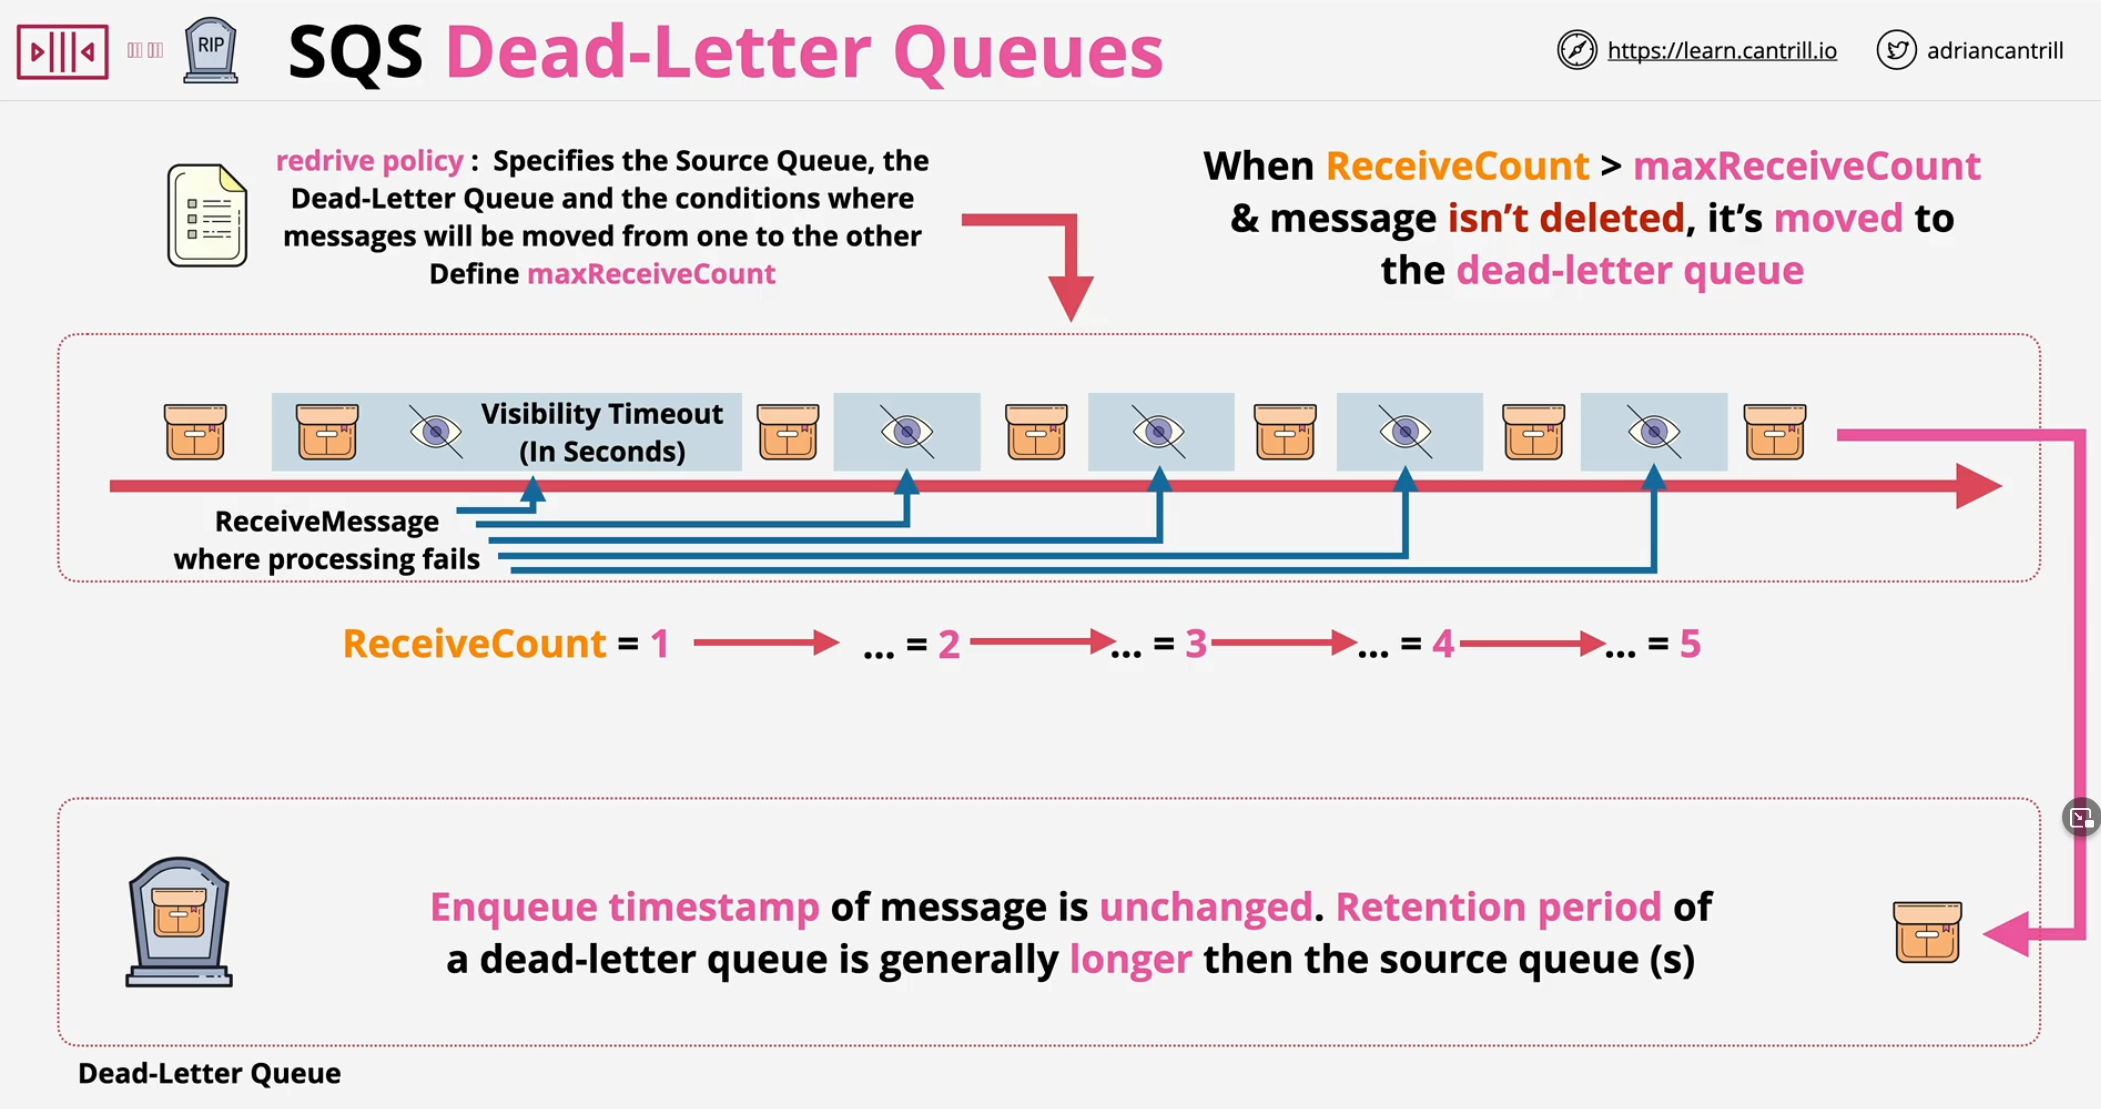 RIP
SQS Dead-Letter Queues
https://learn.cantrill.io
adriancantrill
redrive policy : Specifies the Source Queue, the
Dead-Letter Queue and the conditions where
messages will be moved from one to the other
Define maxReceiveCount
When ReceiveCount > maxReceiveCount
& message isn't deleted, it's moved to
the dead-letter queue
Visibility Timeout
(In Seconds)
ReceiveMessage
where processing fails
ReceiveCount = 1 ... = 2 ... = 3 ... = 4 ... = 5
Enqueue timestamp of message is unchanged. Retention period of
a dead-letter queue is generally longer then the source queue (s)
Dead-Letter Queue